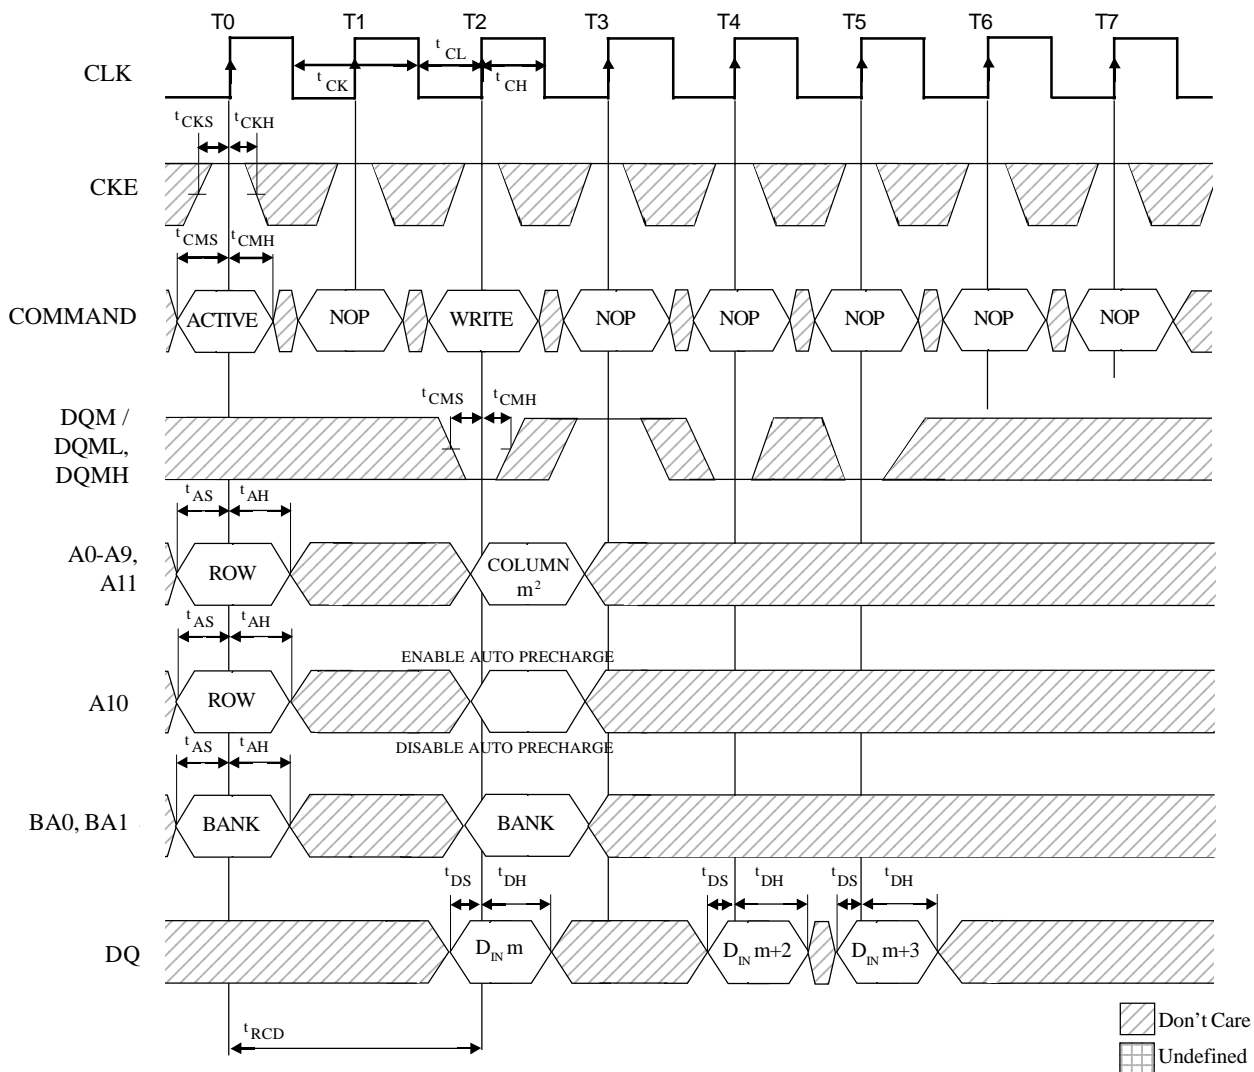 T0 T1 T2 T3 T4 T5 T6 T7
CLK
tCK tCL tCH
tCKS tCKH
CKE
tCMS tCMH
COMMAND ACTIVE NOP WRITE NOP NOP NOP NOP NOP
tCMS tCMH
DQM /
DQML,
DQMH
tAS tAH
A0-A9,
A11
ROW
COLUMN
m2
tAS tAH
ENABLE AUTO PRECHARGE
A10 ROW
DISABLE AUTO PRECHARGE
tAS tAH
BA0, BA1 BANK BANK
tDS tDH tDS tDH tDS tDH
DQ DIN m DIN m+2 DIN m+3
tRCD
Don't Care
Undefined